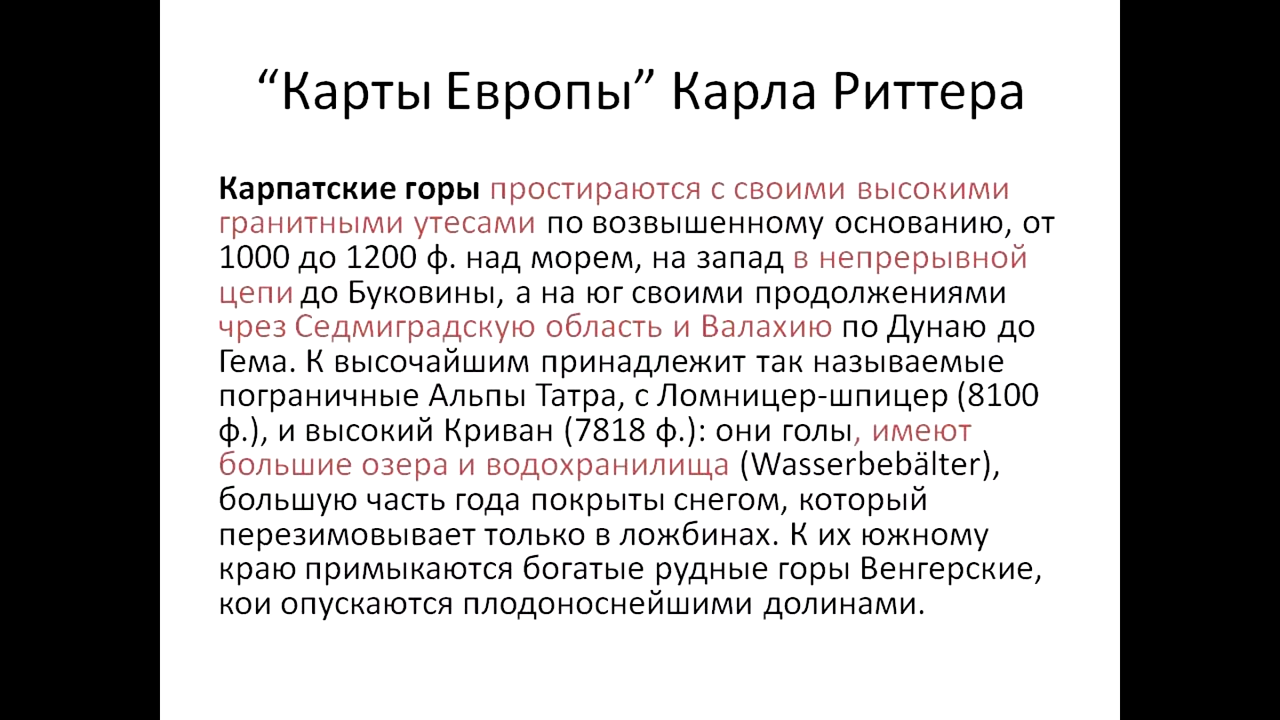 “Карты Европы” Карла Риттера
Карпатские горы простираются с своими высокими
гранитными утесами по возвышенному основанию, от
1000 до 1200 ф. над морем, на запад в непрерывной
цепи до Буковины, а на юг своими продолжениями
чрез Седмиградскую область и Валахию по Дунаю до
Гема. К высочайшим принадлежит так называемые
пограничные Альпы Татра, с Ломницер-шпицер (8100
ф.), и высокий Криван (7818 ф.): они голы, имеют
большие озера и водохранилища (Wasserbebälter),
большую часть года покрыты снегом, который
перезимовывает только в ложбинах. К их южному
краю примыкаются богатые рудные горы Венгерские,
кои опускаются плодоноснейшими долинами.